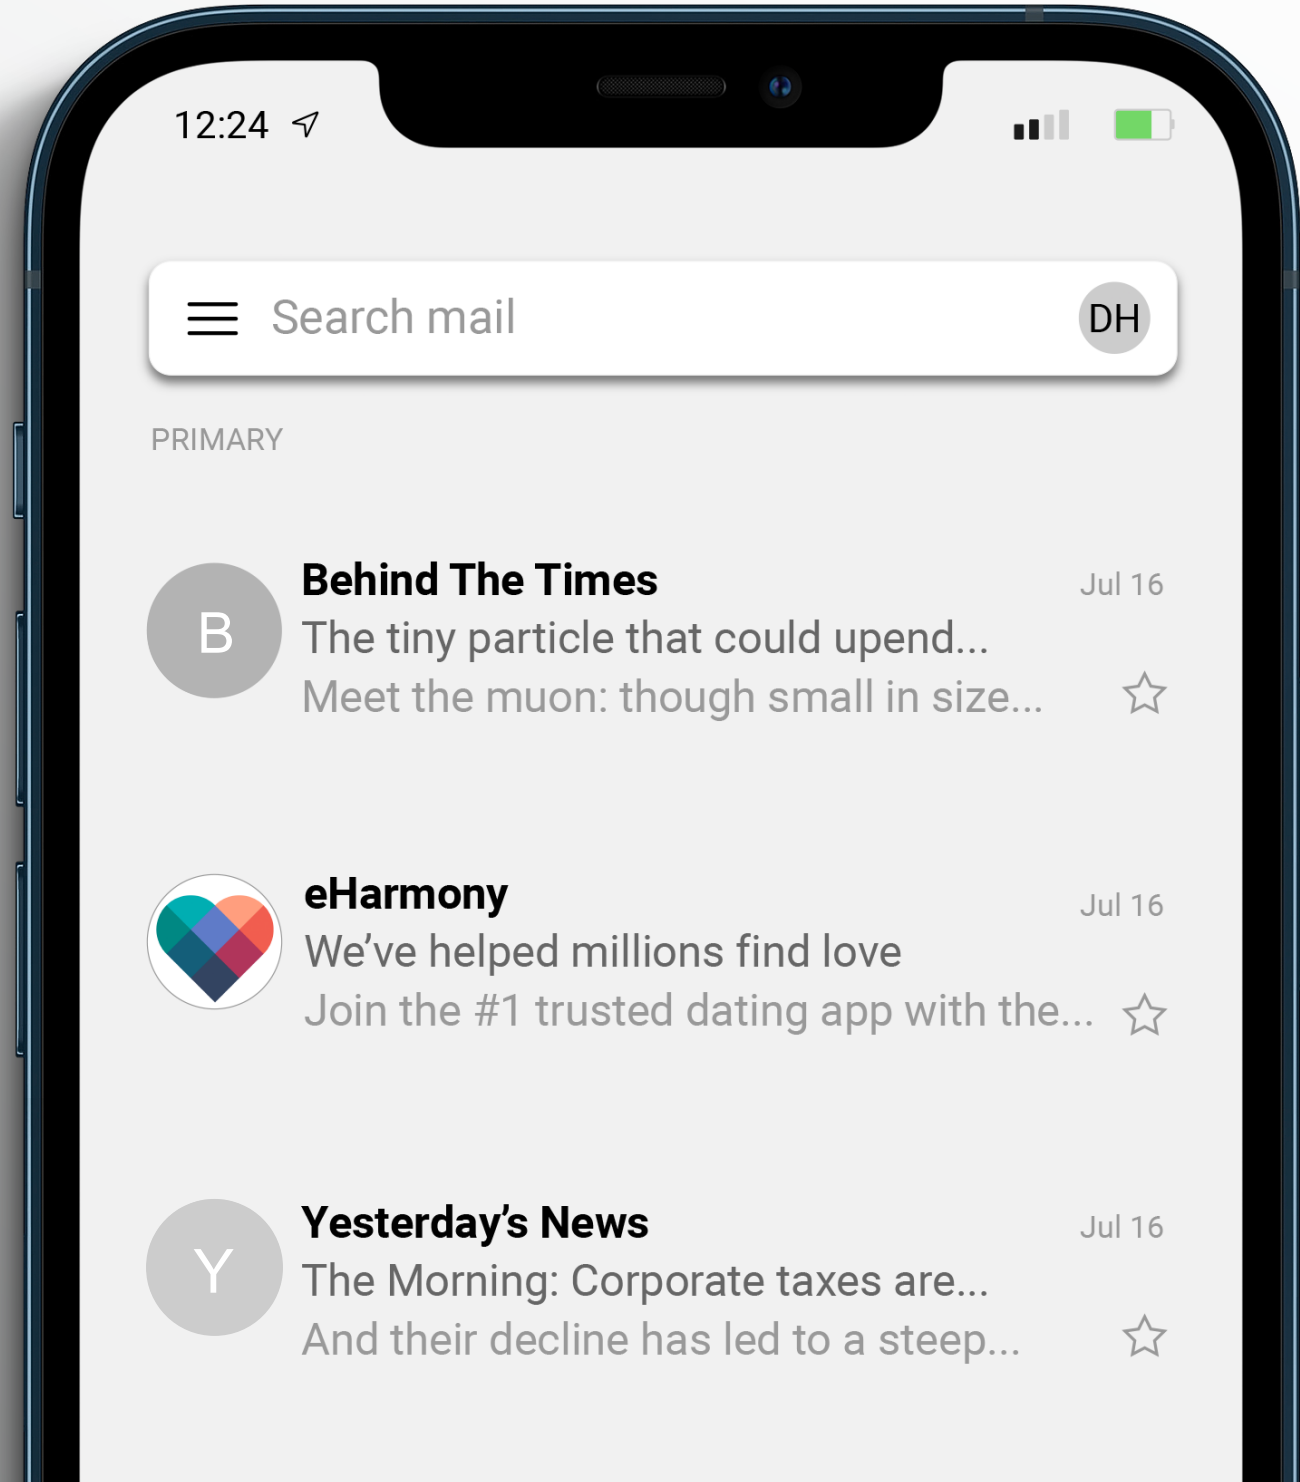 12:24
Search mail
DH
PRIMARY
B
Behind The Times
Jul 16
The tiny particle that could upend...
Meet the muon: though small in size...
eHarmony
Jul 16
We’ve helped millions find love
Join the #1 trusted dating app with the...
Y
Yesterday’s News
Jul 16
The Morning: Corporate taxes are...
And their decline has led to a steep...